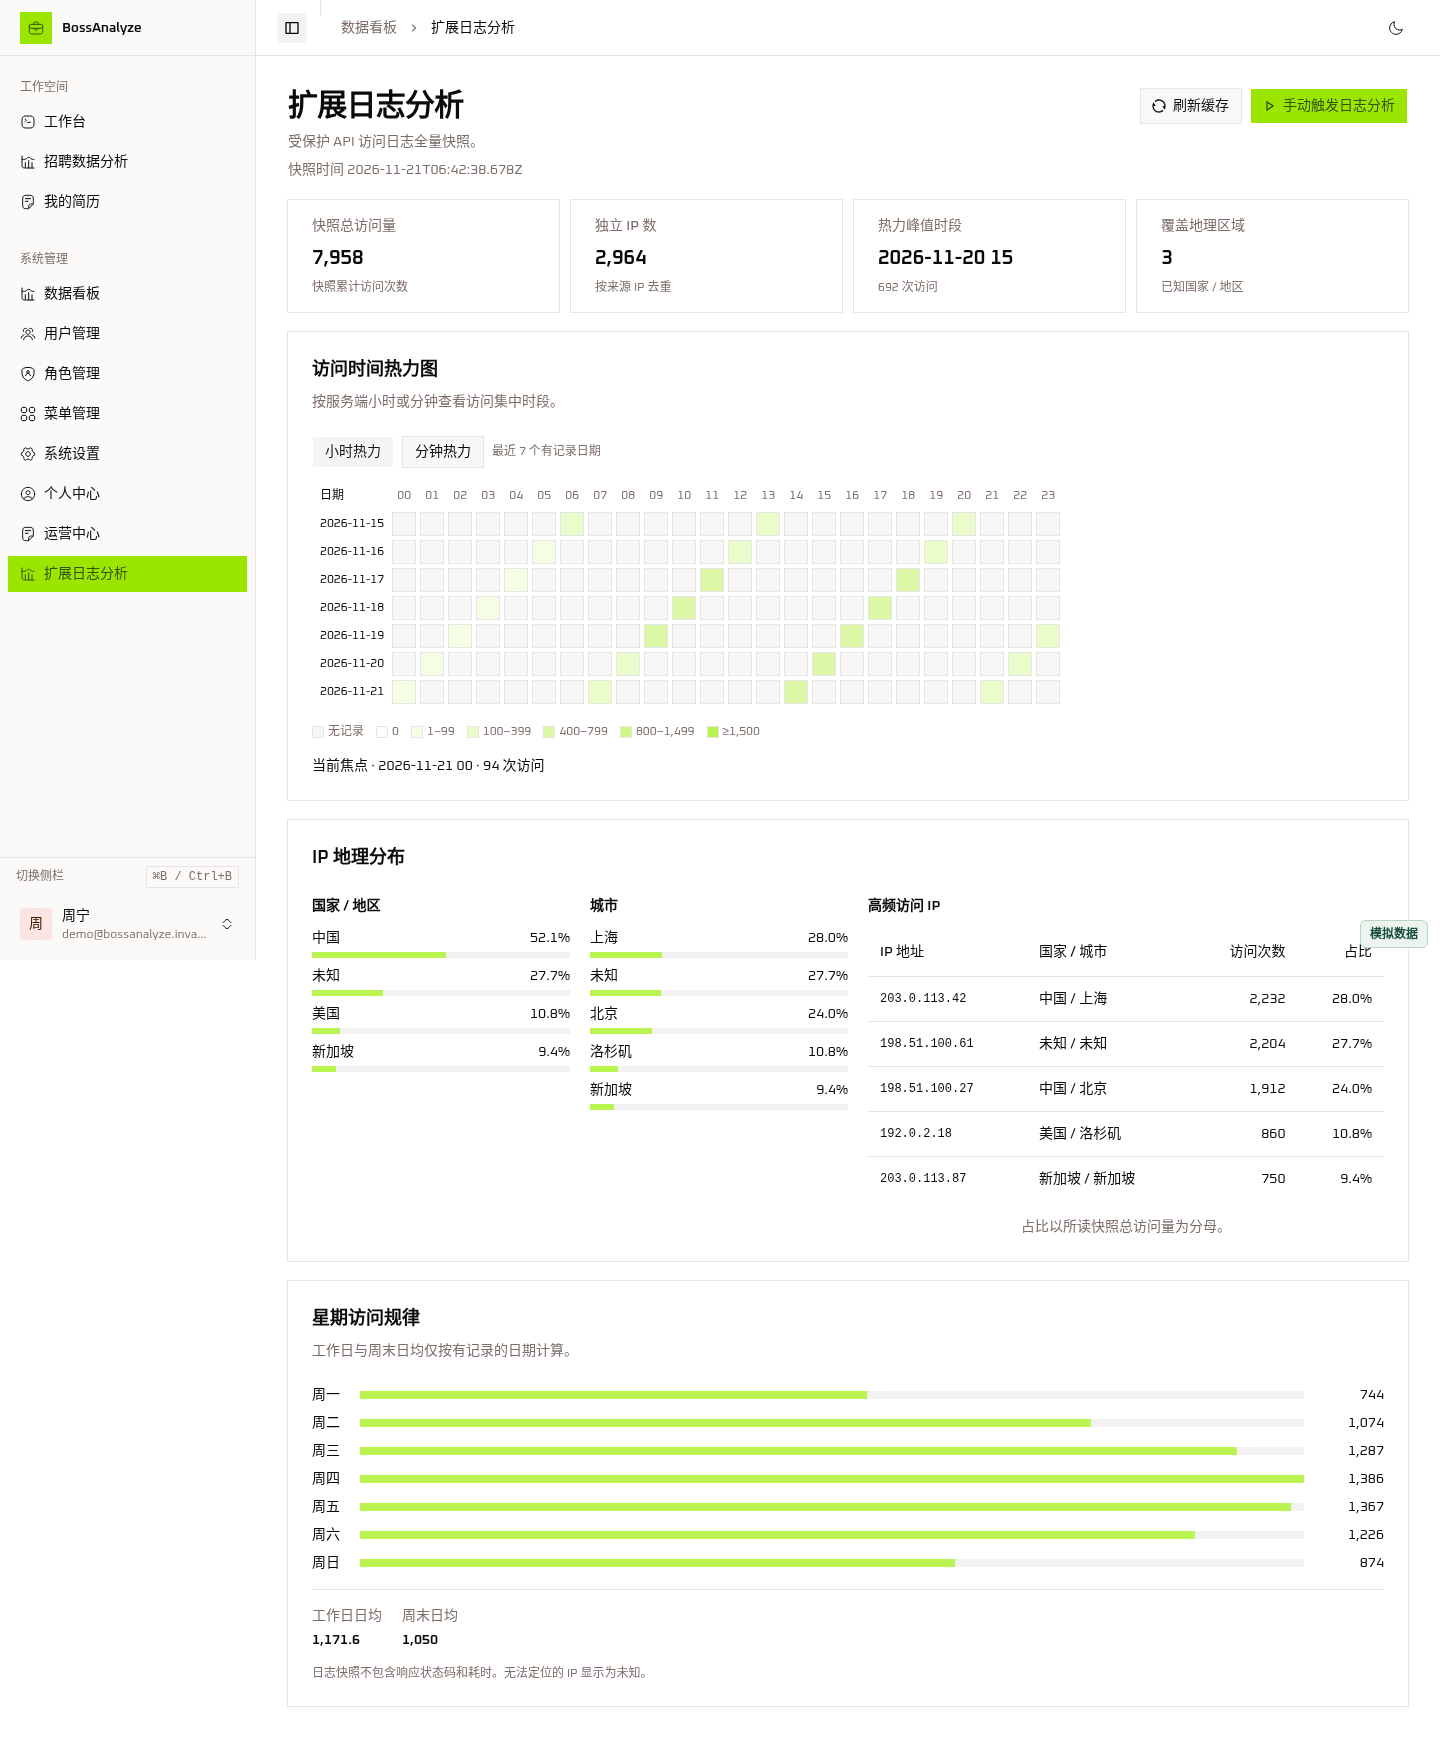 BossAnalyze
工作空间
工作台
招聘数据分析
我的简历
系统管理
数据看板
用户管理
角色管理
菜单管理
系统设置
个人中心
运营中心
扩展日志分析
切换侧栏 ⌘B / Ctrl+B
周 周宁
demo@bossanalyze.inva...
数据看板 › 扩展日志分析
扩展日志分析
刷新缓存 手动触发日志分析
受保护 API 访问日志全量快照。
快照时间 2026-11-21T06:42:38.678Z
快照总访问量
7,958
快照累计访问次数
独立 IP 数
2,964
按来源 IP 去重
热力峰值时段
2026-11-20 15
692 次访问
覆盖地理区域
3
已知国家 / 地区
访问时间热力图
按服务端小时或分钟查看访问集中时段。
小时热力 分钟热力 最近 7 个有记录日期
日期 00 01 02 03 04 05 06 07 08 09 10 11 12 13 14 15 16 17 18 19 20 21 22 23
2026-11-15
2026-11-16
2026-11-17
2026-11-18
2026-11-19
2026-11-20
2026-11-21
无记录 0 1–99 100–399 400–799 800–1,499 ≥1,500
当前焦点 · 2026-11-21 00 · 94 次访问
IP 地理分布
国家 / 地区
中国 52.1%
未知 27.7%
美国 10.8%
新加坡 9.4%
城市
上海 28.0%
未知 27.7%
北京 24.0%
洛杉矶 10.8%
新加坡 9.4%
高频访问 IP
模拟数据
IP 地址 国家 / 城市 访问次数 占比
203.0.113.42 中国 / 上海 2,232 28.0%
198.51.100.61 未知 / 未知 2,204 27.7%
198.51.100.27 中国 / 北京 1,912 24.0%
192.0.2.18 美国 / 洛杉矶 860 10.8%
203.0.113.87 新加坡 / 新加坡 750 9.4%
占比以所读快照总访问量为分母。
星期访问规律
工作日与周末日均仅按有记录的日期计算。
周一 744
周二 1,074
周三 1,287
周四 1,386
周五 1,367
周六 1,226
周日 874
工作日日均 周末日均
1,171.6 1,050
日志快照不包含响应状态码和耗时。无法定位的 IP 显示为未知。